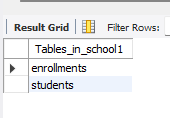 Result Grid Filter Rows:
Tables_in_school1
enrollments
students